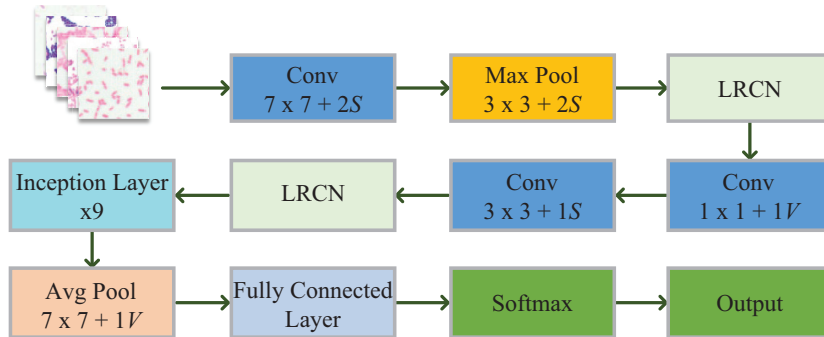 Conv
7 x 7 + 2S
Max Pool
3 x 3 + 2S
LRCN
Conv
1 x 1 + 1V
Conv
3 x 3 + 1S
LRCN
Inception Layer
x9
Avg Pool
7 x 7 + 1V
Fully Connected
Layer
Softmax
Output